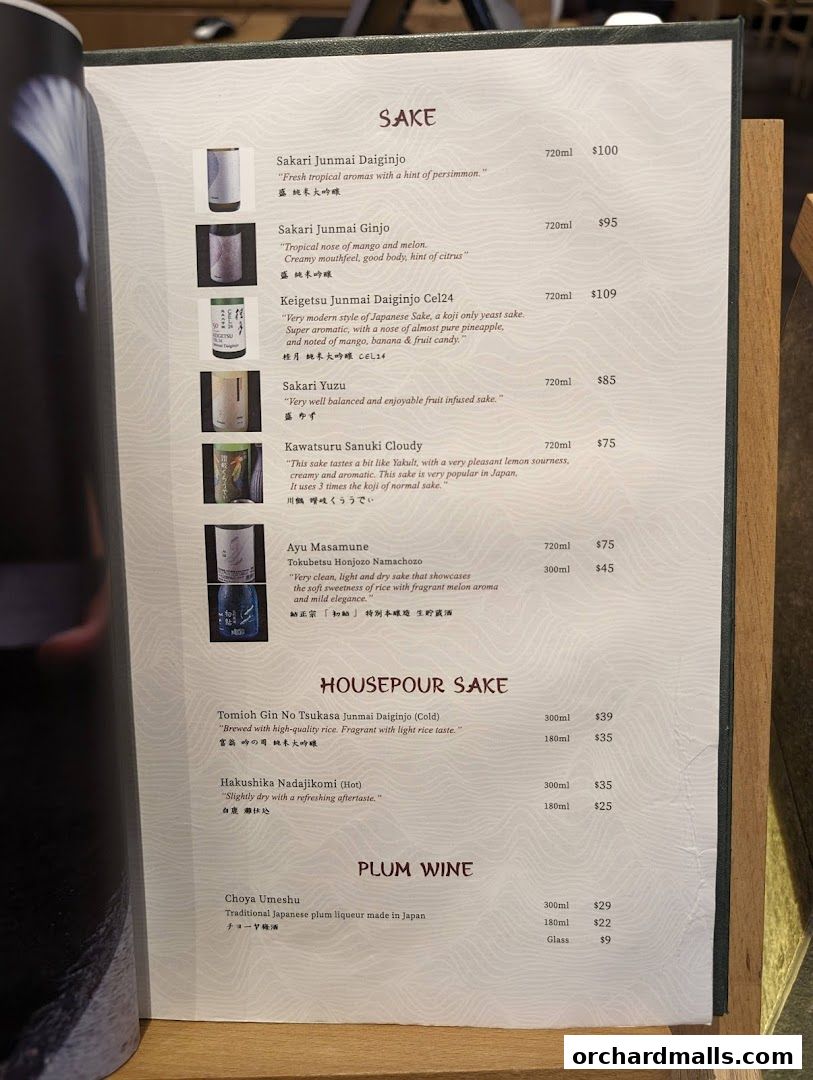 SAKE
Sakari Junmai Daiginjo 720ml $100
"Fresh tropical aromas with a hint of persimmon."
盛 純米大吟醸
Sakari Junmai Ginjo 720ml $95
"Tropical nose of mango and melon.
Creamy mouthfeel, good body, hint of citrus"
盛 純米吟醸
Keigetsu Junmai Daiginjo Cel24 720ml $109
"Very modern style of Japanese Sake, a koji only yeast sake.
Super aromatic, with a nose of almost pure pineapple,
and noted of mango, banana & fruit candy."
桂月 純米大吟醸 CEL24
Sakari Yuzu 720ml $85
"Very well balanced and enjoyable fruit infused sake."
盛 ゆず
Kawatsuru Sanuki Cloudy 720ml $75
"This sake tastes a bit like Yakult, with a very pleasant lemon sourness,
creamy and aromatic. This sake is very popular in Japan,
It uses 3 times the koji of normal sake."
川鶴 讃岐くらうでぃ
Ayu Masamune 720ml $75
Tokubetsu Honjozo Namachozo 300ml $45
"Very clean, light and dry sake that showcases
the soft sweetness of rice with fragrant melon aroma
and mild elegance."
鮎正宗 「初鮎」 特別本醸造 生貯蔵酒
HOUSEPOUR SAKE
Tomioh Gin No Tsukasa Junmai Daiginjo (Cold) 300ml $39
"Brewed with high-quality rice. Fragrant with light rice taste."
180ml $35
富翁 吟の司 純米大吟醸
Hakushika Nadajikomi (Hot) 300ml $35
"Slightly dry with a refreshing aftertaste."
180ml $25
白鹿 灘仕込
PLUM WINE
Choya Umeshu 300ml $29
Traditional Japanese plum liqueur made in Japan 180ml $22
チョーヤ梅酒
Glass $9
orchardmalls.com